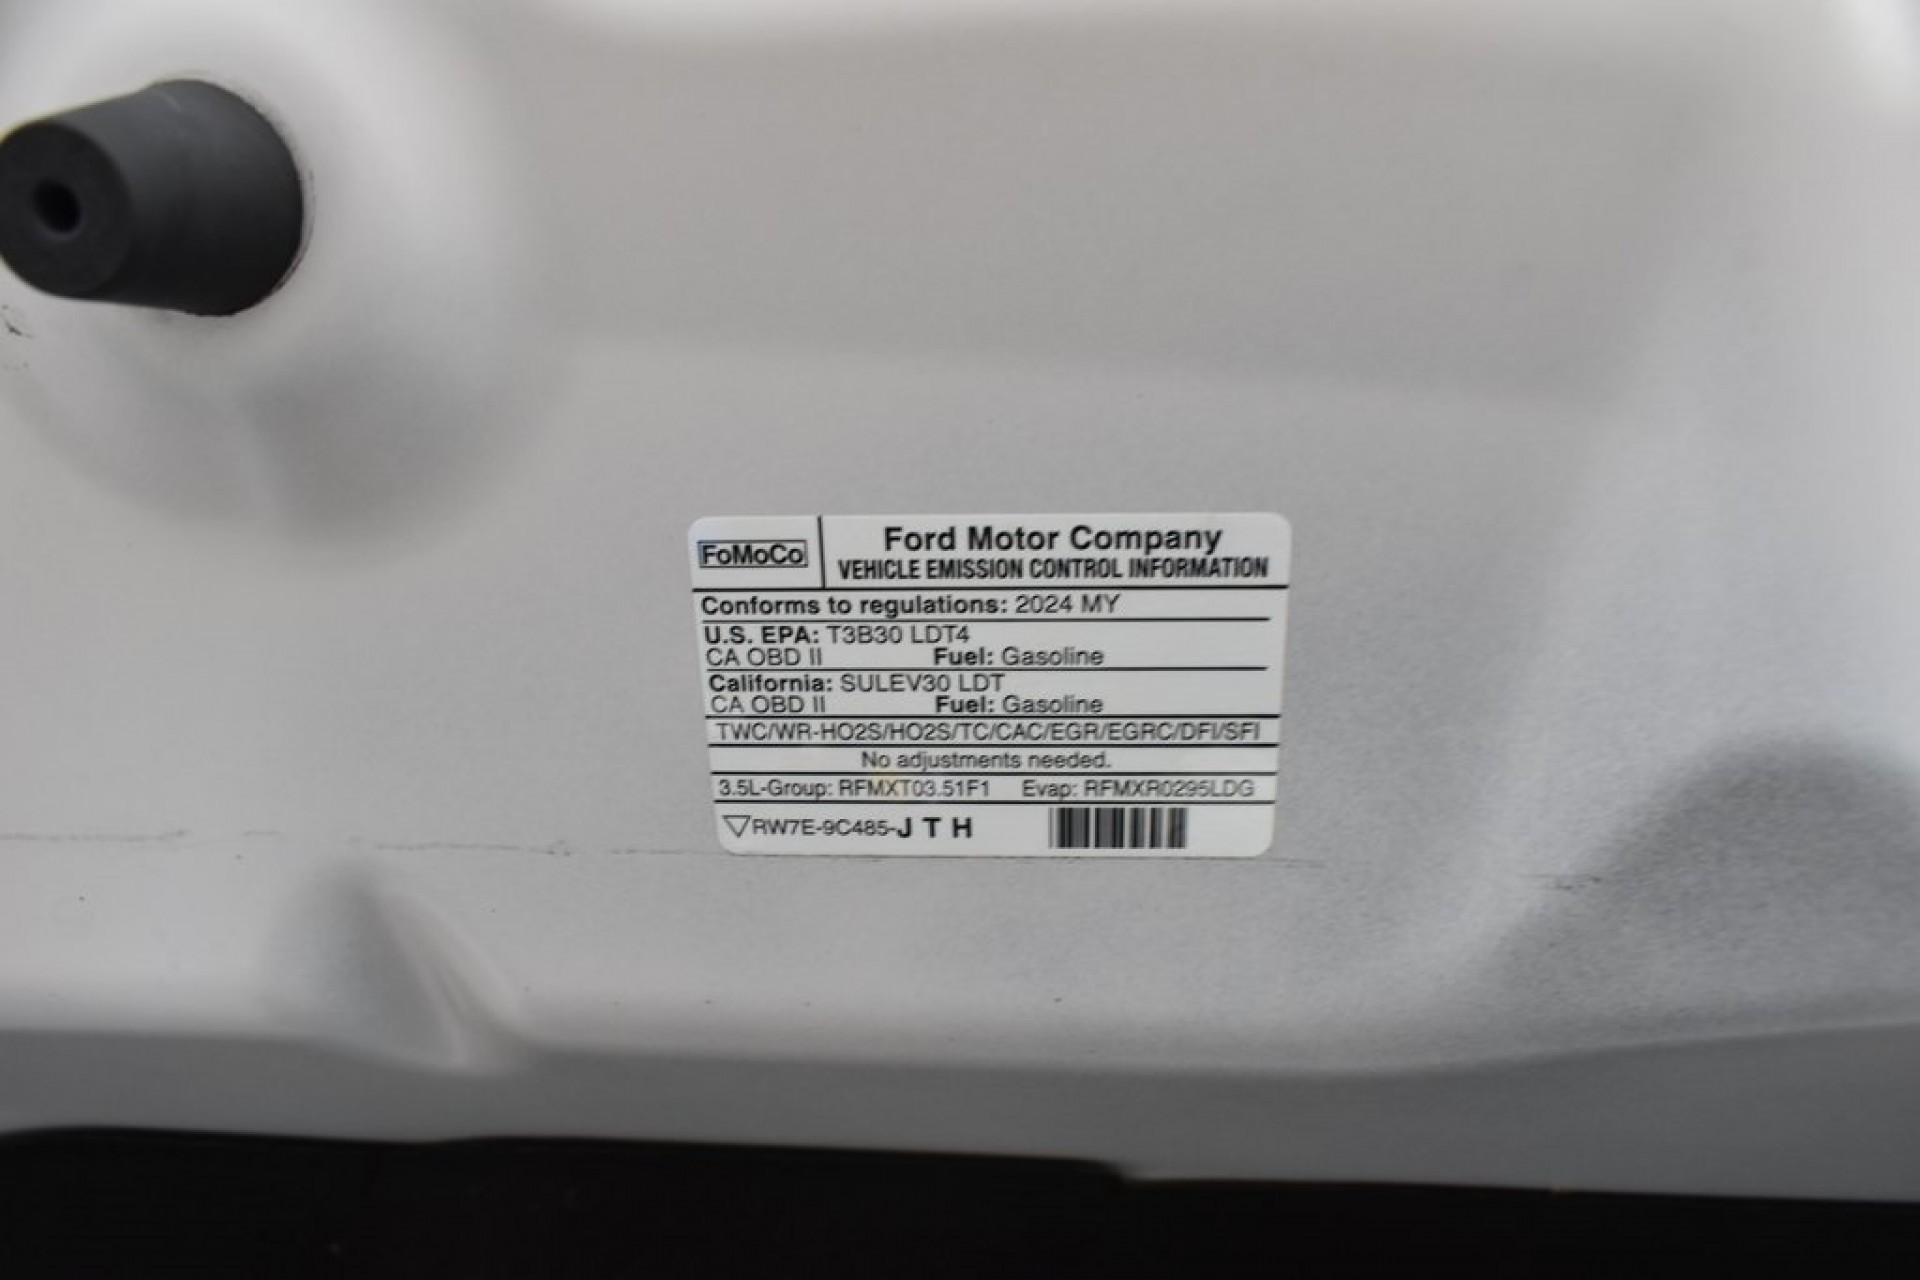 FoMoCo
Ford Motor Company
VEHICLE EMISSION CONTROL INFORMATION
Conforms to regulations: 2024 MY
U.S. EPA: T3B30 LDT4
CA OBD II Fuel: Gasoline
California: SULEV30 LDT
CA OBD II Fuel: Gasoline
TWC/WR-HO2S/HO2S/TC/CAC/EGR/EGRC/DFI/SFI
No adjustments needed.
3.5L-Group: RFMXT03.51F1 Evap: RFMXR0295LDG
RW7E-9C485-J T H